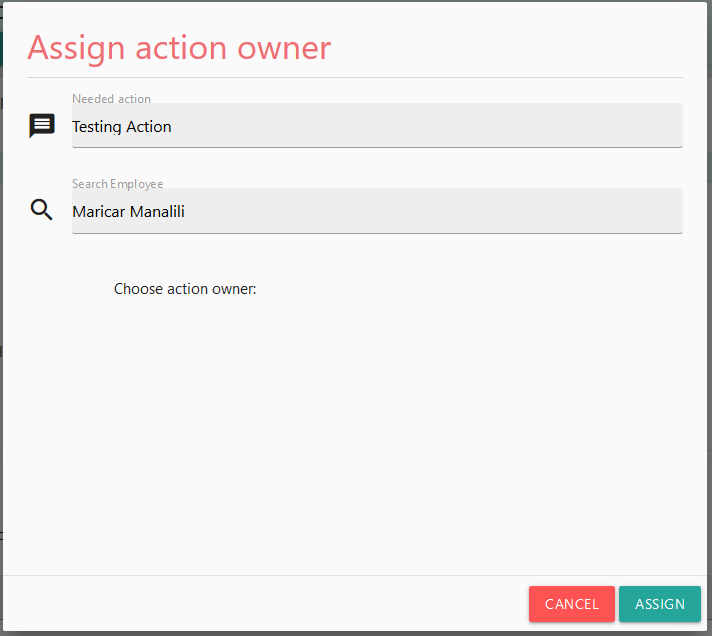 Assign action owner
Needed action
Testing Action
Search Employee
Maricar Manalili
Choose action owner:
CANCEL ASSIGN